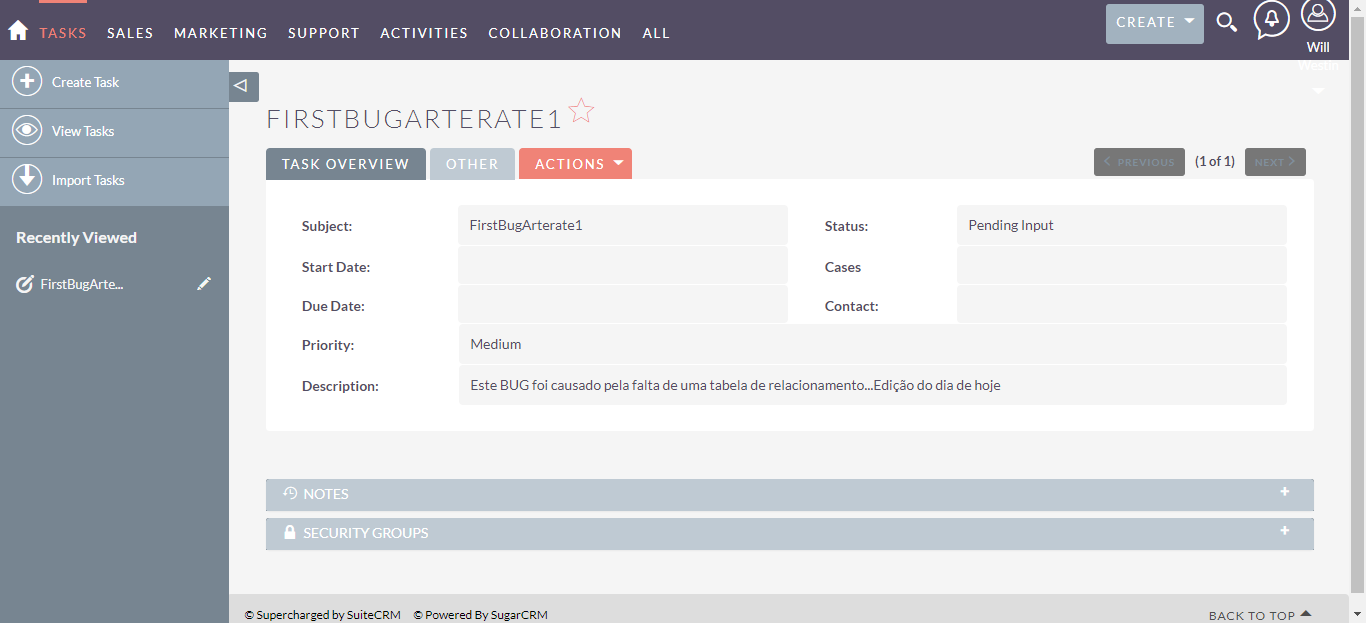 TASKS SALES MARKETING SUPPORT ACTIVITIES COLLABORATION ALL CREATE
Will
Create Task
View Tasks
Import Tasks
Recently Viewed
FirstBugArte...
FIRSTBUGARTERATE1
TASK OVERVIEW OTHER ACTIONS PREVIOUS (1 of 1) NEXT
Subject: FirstBugArterate1 Status: Pending Input
Start Date: Cases
Due Date: Contact:
Priority: Medium
Description: Este BUG foi causado pela falta de uma tabela de relacionamento...Edição do dia de hoje
NOTES +
SECURITY GROUPS +
© Supercharged by SuiteCRM © Powered By SugarCRM BACK TO TOP